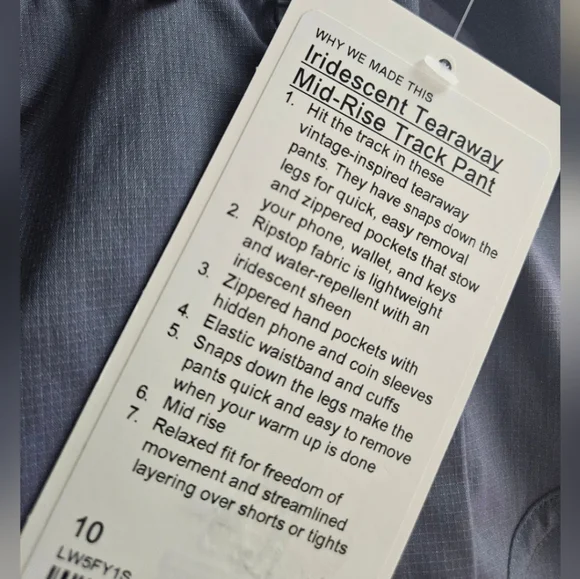 WHY WE MADE THIS
Iridescent Tearaway
Mid-Rise Track Pant
1. Hit the track in these
vintage-inspired tearaway
pants. They have snaps down the
legs for quick, easy removal
and zippered pockets that stow
your phone, wallet, and keys
2. Ripstop fabric is lightweight
and water-repellent with an
iridescent sheen
3. Zippered hand pockets with
hidden phone and coin sleeves
4. Elastic waistband and cuffs
5. Snaps down the legs make the
pants quick and easy to remove
when your warm up is done
6. Mid rise
7. Relaxed fit for freedom of
movement and streamlined
layering over shorts or tights
10
LW5FY1S